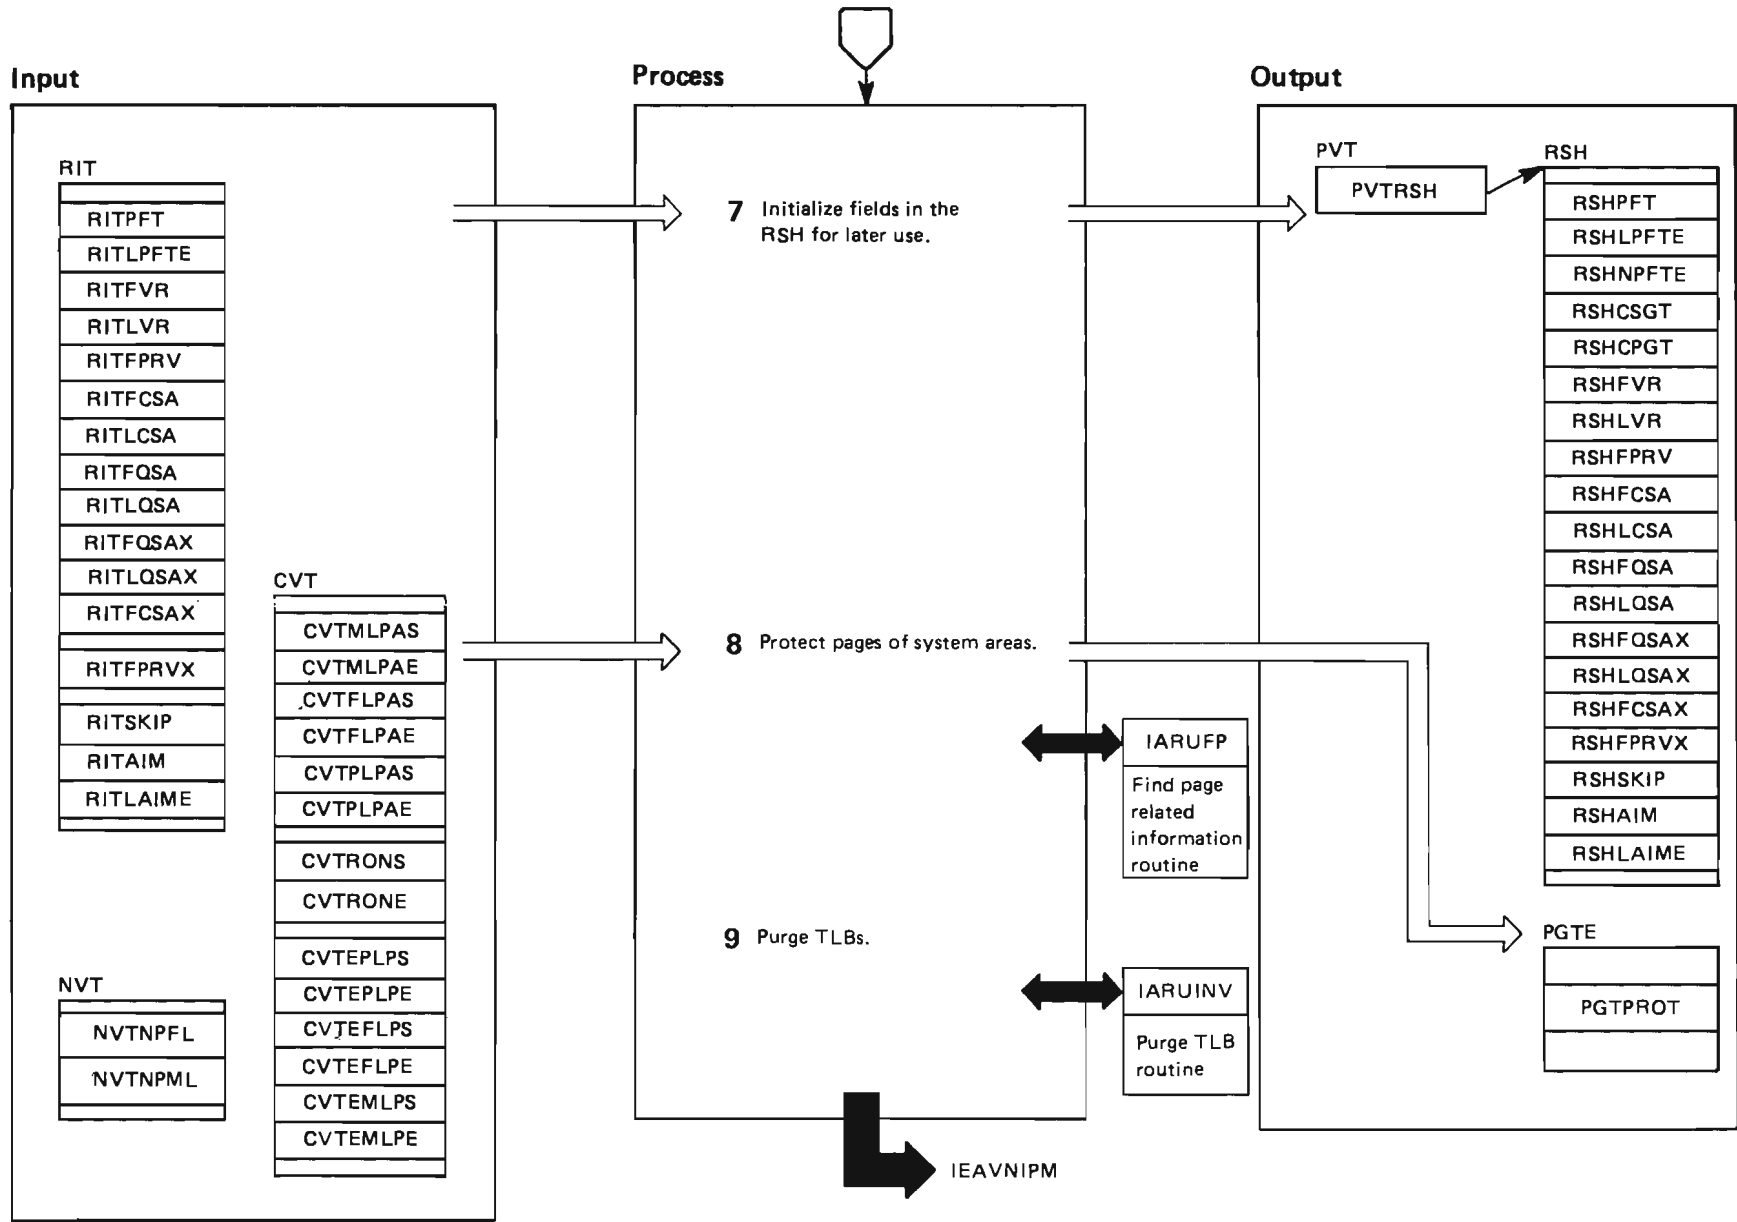 Input
RIT
RITPFT
RITLPFTE
RITFVR
RITLVR
RITFPRV
RITFCSA
RITLCSA
RITFQSA
RITLQSA
RITFQSAX
RITLQSAX
RITFCSAX
RITFPRVX
RITSKIP
RITAIM
RITLAIME
NVT
NVTNPFL
NVTNPML
CVT
CVTMLPAS
CVTMLPAE
CVTFLPAS
CVTFLPAE
CVTPLPAS
CVTPLPAE
CVTRONS
CVTRONE
CVTEPLPS
CVTEPLPE
CVTEFLPS
CVTEFLPE
CVTEMLPS
CVTEMLPE
Process
7 Initialize fields in the
RSH for later use.
8 Protect pages of system areas.
IARUFP
Find page
related
information
routine
9 Purge TLBs.
IARUINV
Purge TLB
routine
IEAVNIPM
Output
PVT
PVTRSH
RSH
RSHPFT
RSHLPFTE
RSHNPFTE
RSHCSGT
RSHCPGT
RSHFVR
RSHLVR
RSHFPRV
RSHFCSA
RSHLCSA
RSHFQSA
RSHLQSA
RSHFQSAX
RSHLQSAX
RSHFCSAX
RSHFPRVX
RSHSKIP
RSHAIM
RSHLAIME
PGTE
PGTPROT